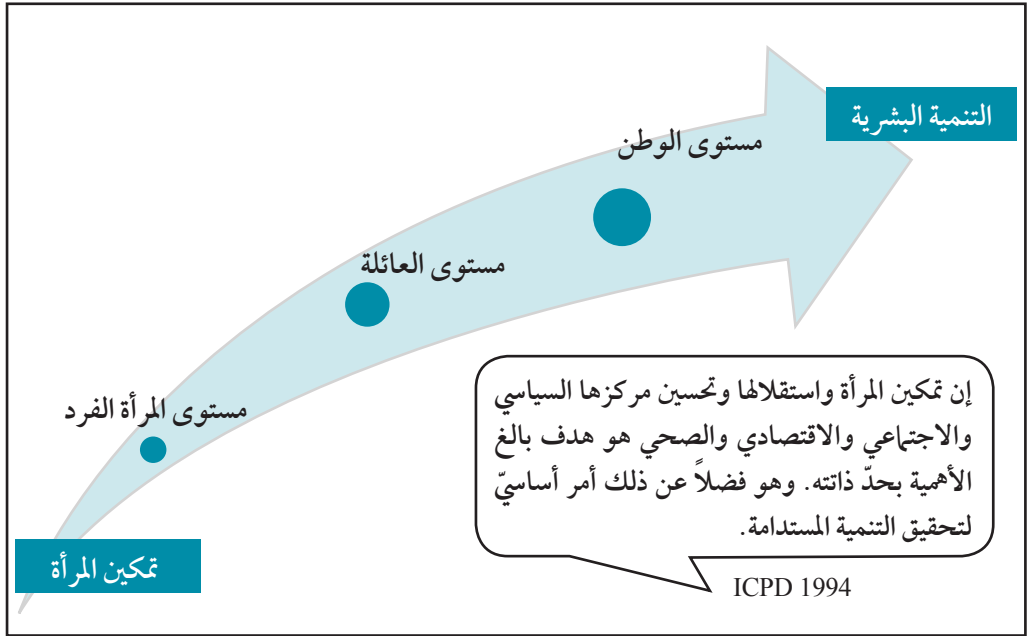 التنمية البشرية
مستوى الوطن
مستوى العائلة
مستوى المرأة الفرد
تمكين المرأة
إن تمكين المرأة واستقلالها وتحسين مركزها السياسي
والاجتماعي والاقتصادي والصحي هو هدف بالغ
الأهمية بحدّ ذاتته. وهو فضلاً عن ذلك أمر أساسيّ
لتحقيق التنمية المستدامة.
ICPD 1994